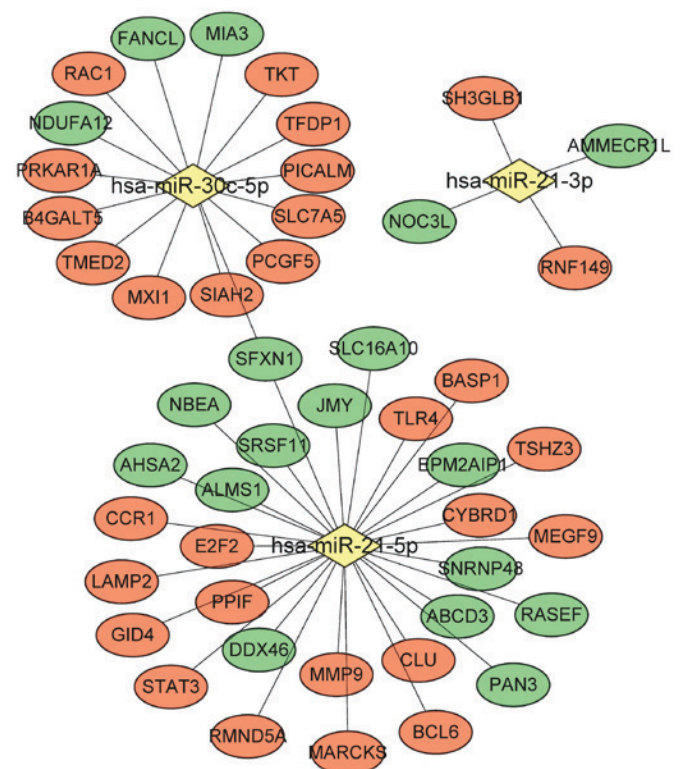 FANCL
MIA3
RAC1
TKT
NDUFA12
TFDP1
PRKAR1A
hsa-miR-30c-5p
PICALM
B4GALT5
SLC7A5
TMED2
PCGF5
MXI1
SIAH2
SH3GLB1
AMMECR1L
hsa-miR-21-3p
NOC3L
RNF149
SFXN1
SLC16A10
NBEA
JMY
BASP1
TLR4
SRSF11
AHSA2
EPM2AIP1
TSHZ3
ALMS1
CCR1
CYBRD1
E2F2
hsa-miR-21-5p
MEGF9
LAMP2
SNRNP48
PPIF
ABCD3
RASEF
GID4
DDX46
CLU
STAT3
MMP9
PAN3
RMND5A
MARCKS
BCL6